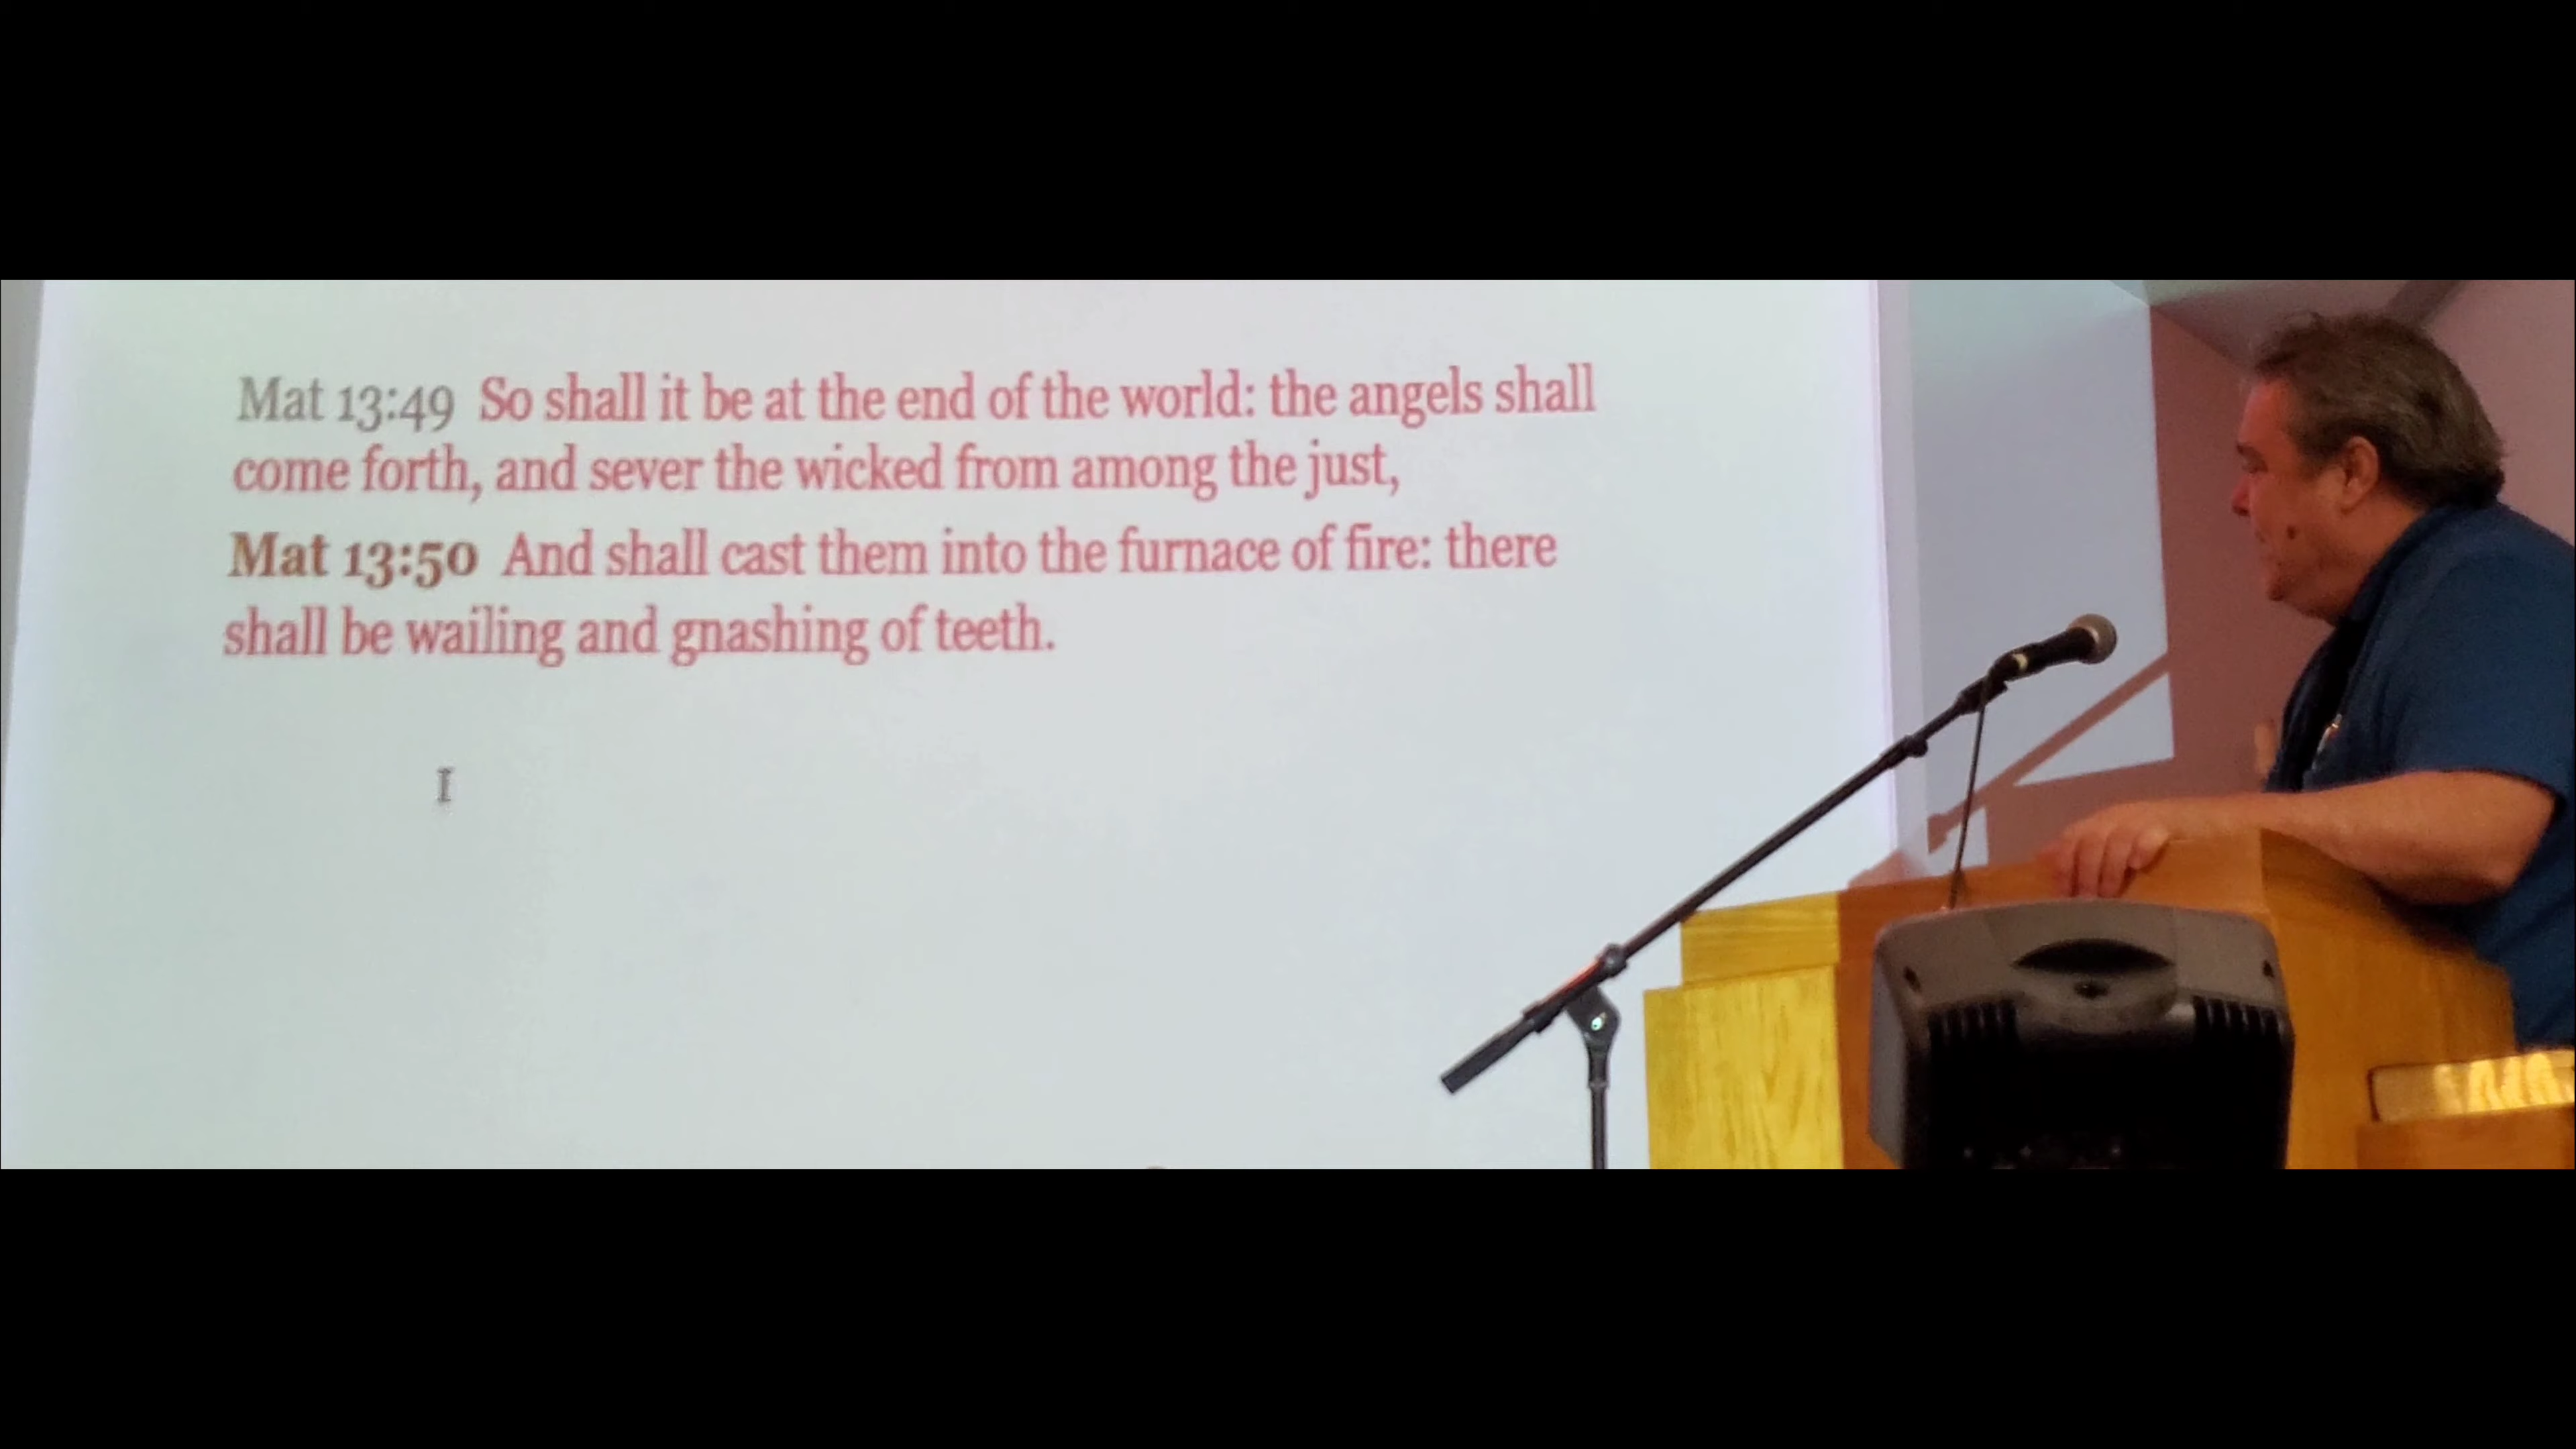 Mat 13:49 So shall it be at the end of the world: the angels shall
come forth, and sever the wicked from among the just,
Mat 13:50 And shall cast them into the furnace of fire: there
shall be wailing and gnashing of teeth.